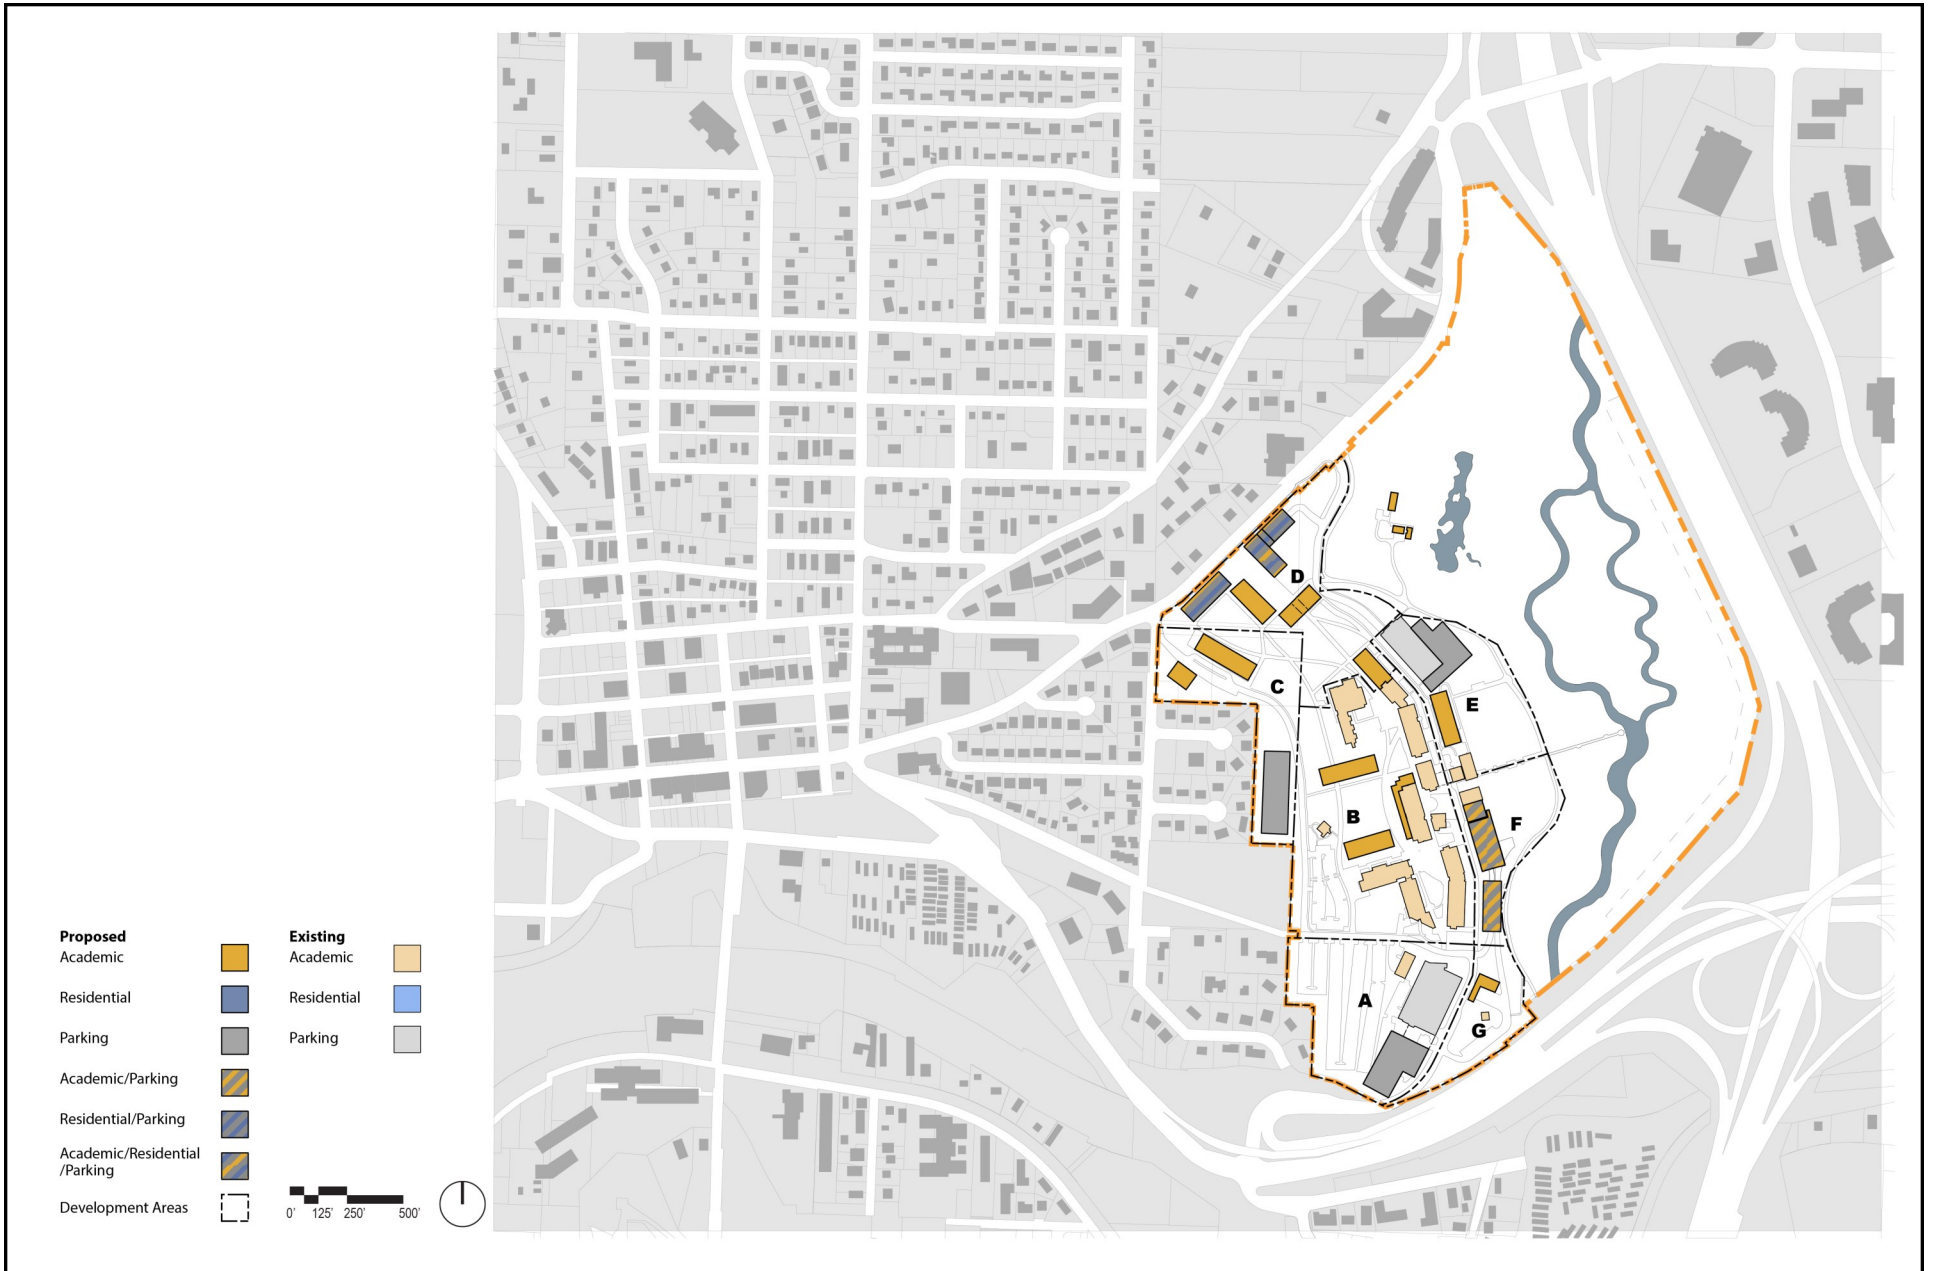 D
C
E
B
F
A
G
Proposed
Academic
Residential
Parking
Academic/Parking
Residential/Parking
Academic/Residential
/Parking
Development Areas
Existing
Academic
Residential
Parking
0' 125' 250' 500'